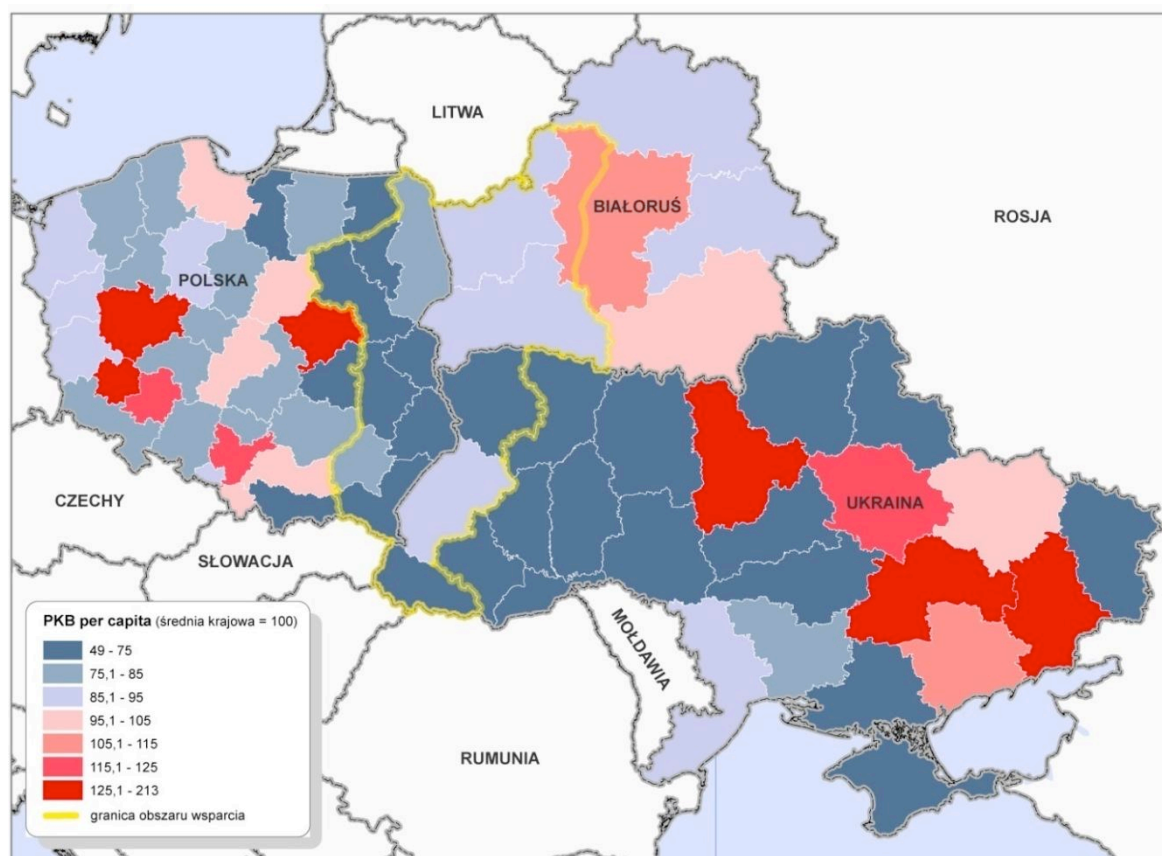 LITWA
BIAŁORUŚ
ROSJA
POLSKA
CZECHY
UKRAINA
SŁOWACJA
MOŁDAWIA
RUMUNIA
PKB per capita (średnia krajowa = 100)
49 - 75
75,1 - 85
85,1 - 95
95,1 - 105
105,1 - 115
115,1 - 125
125,1 - 213
granica obszaru wsparcia